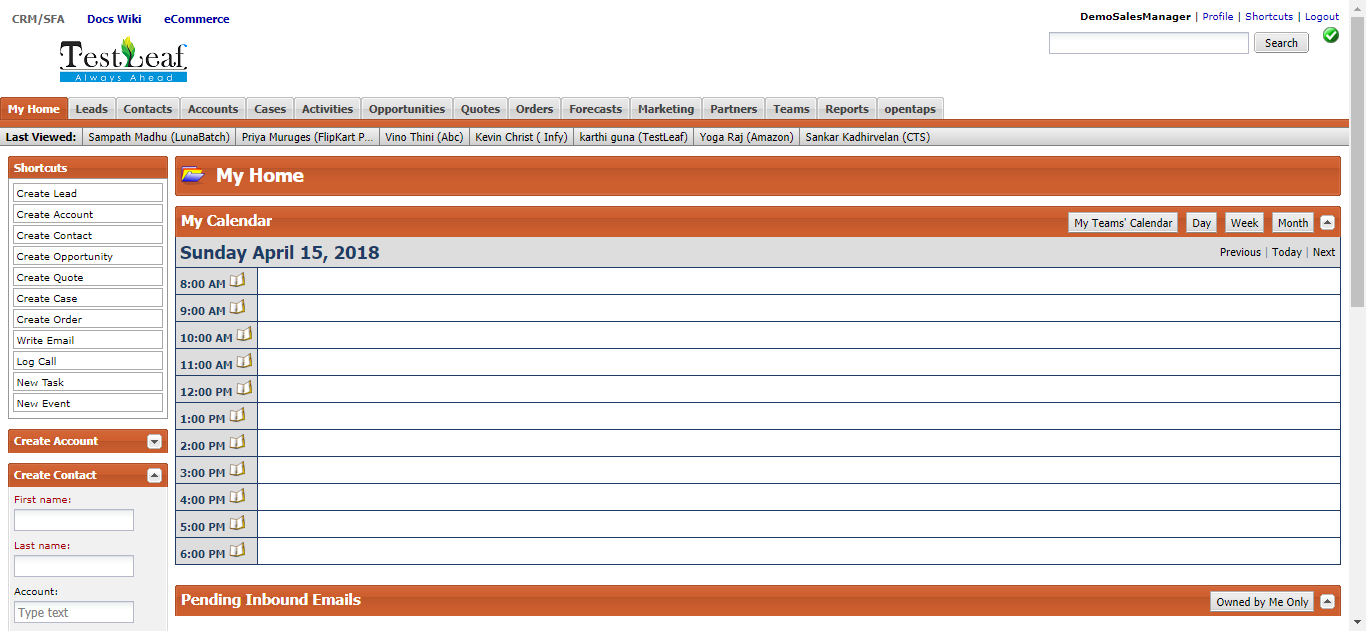 CRM/SFA Docs Wiki eCommerce
DemoSalesManager | Profile | Shortcuts | Logout
Search
TestLeaf
Always Ahead
My Home Leads Contacts Accounts Cases Activities Opportunities Quotes Orders Forecasts Marketing Partners Teams Reports opentaps
Last Viewed: Sampath Madhu (LunaBatch) Priya Muruges (FlipKart P... Vino Thini (Abc) Kevin Christ ( Infy) karthi guna (TestLeaf) Yoga Raj (Amazon) Sankar Kadhirvelan (CTS)
Shortcuts
Create Lead
Create Account
Create Contact
Create Opportunity
Create Quote
Create Case
Create Order
Write Email
Log Call
New Task
New Event
Create Account
Create Contact
First name:
Last name:
Account:
Type text
My Home
My Calendar
My Teams' Calendar Day Week Month
Sunday April 15, 2018
Previous | Today | Next
8:00 AM
9:00 AM
10:00 AM
11:00 AM
12:00 PM
1:00 PM
2:00 PM
3:00 PM
4:00 PM
5:00 PM
6:00 PM
Pending Inbound Emails
Owned by Me Only